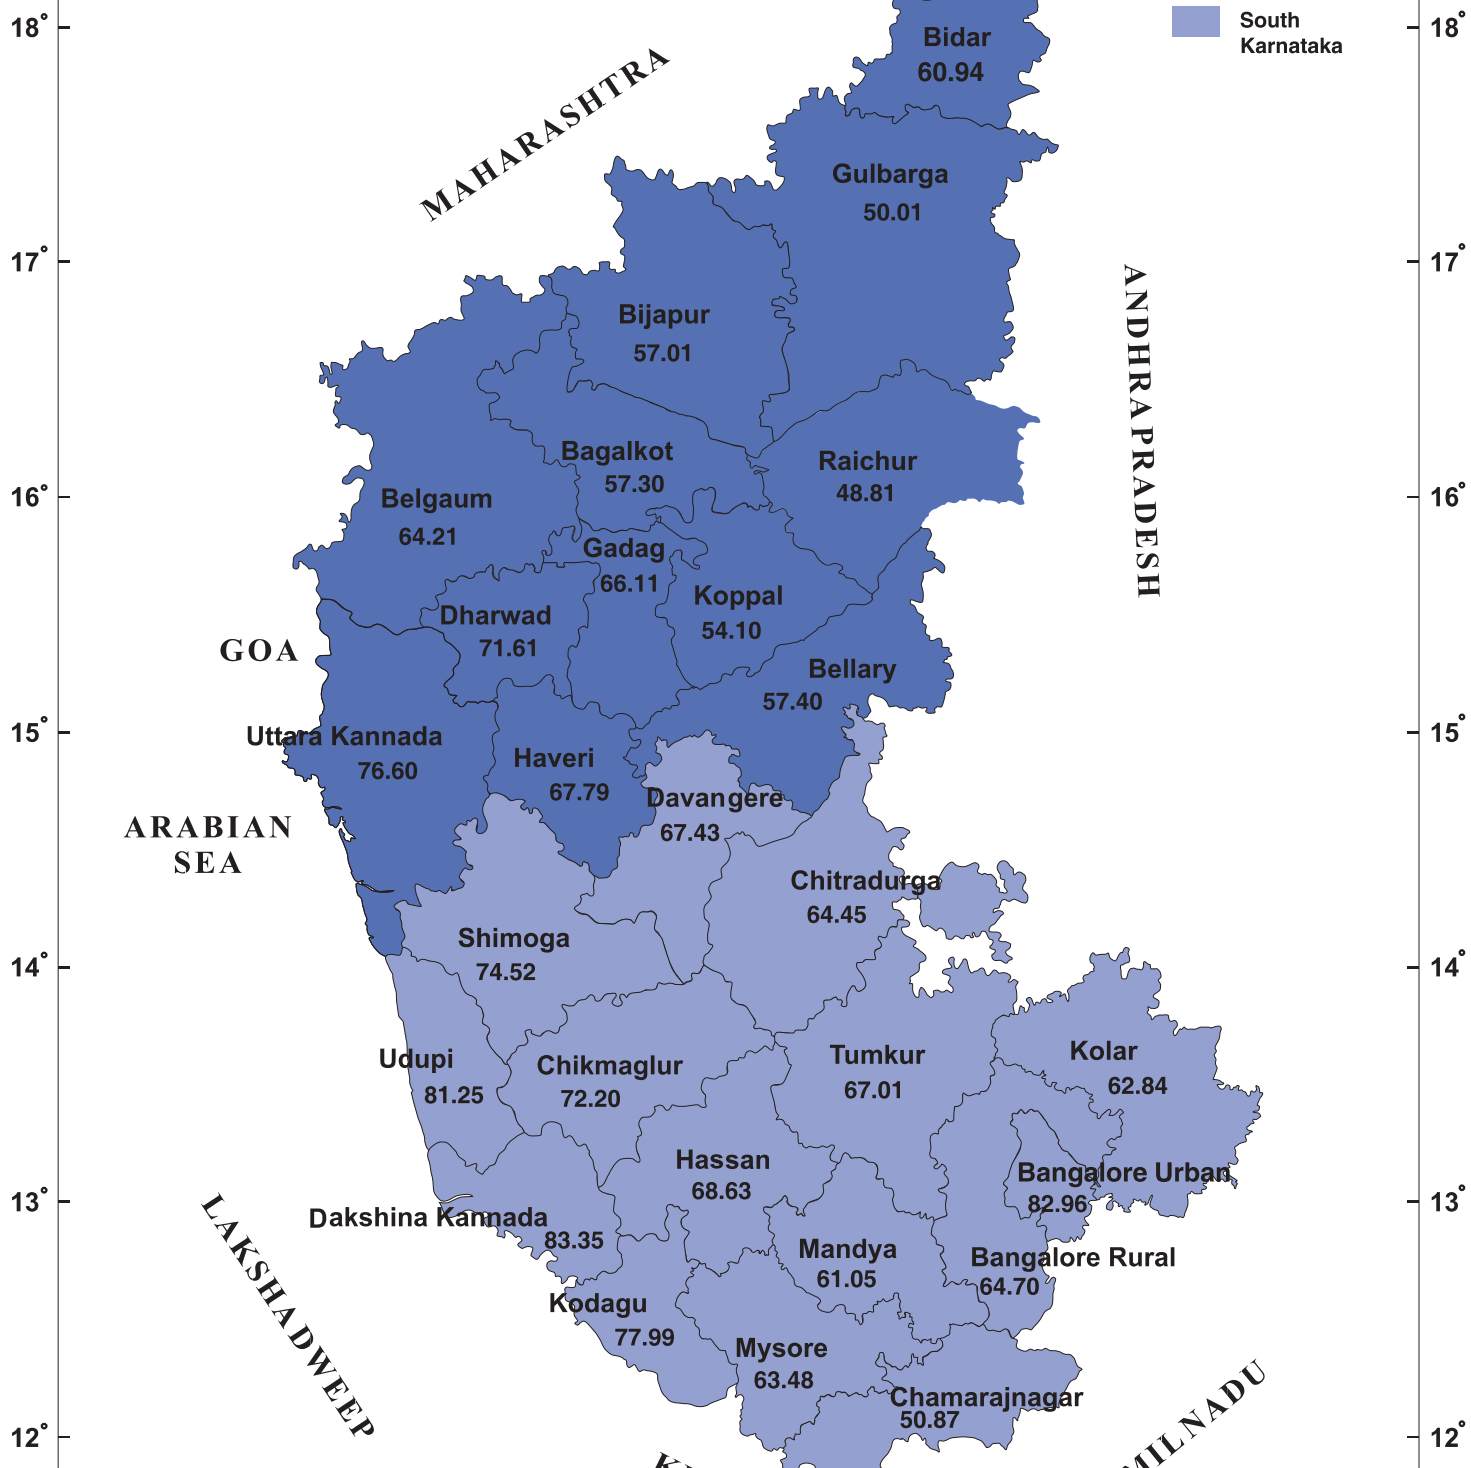 18°
18°
South
Karnataka
Bidar
60.94
MAHARASHTRA
Gulbarga
50.01
17°
17°
ANDHRA PRADESH
Bijapur
57.01
Bagalkot
57.30
Raichur
48.81
16°
16°
Belgaum
64.21
Gadag
66.11
Koppal
54.10
Dharwad
71.61
GOA
Bellary
57.40
15°
15°
Uttara Kannada
76.60
Haveri
67.79
Davangere
67.43
ARABIAN
SEA
Chitradurga
64.45
Shimoga
74.52
14°
14°
Udupi
81.25
Chikmaglur
72.20
Tumkur
67.01
Kolar
62.84
Hassan
68.63
Bangalore Urban
82.96
13°
13°
Dakshina Kannada
83.35
Mandya
61.05
Bangalore Rural
64.70
LAKSHADWEEP
Kodagu
77.99
Mysore
63.48
Chamarajnagar
50.87
12°
12°
MILNADU